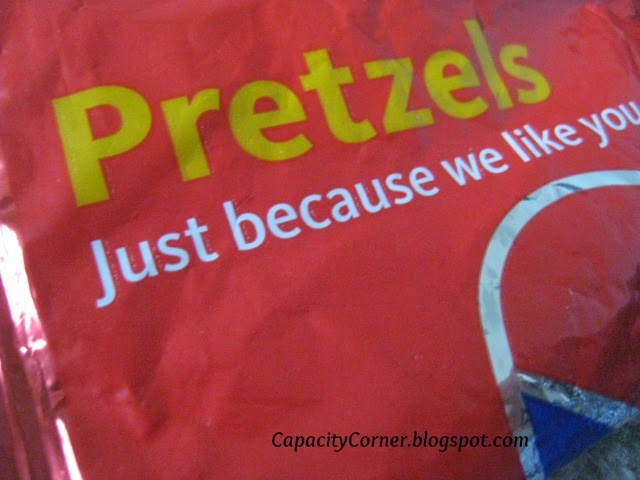 Pretzels
Just because we like you
CapacityCorner.blogspot.com